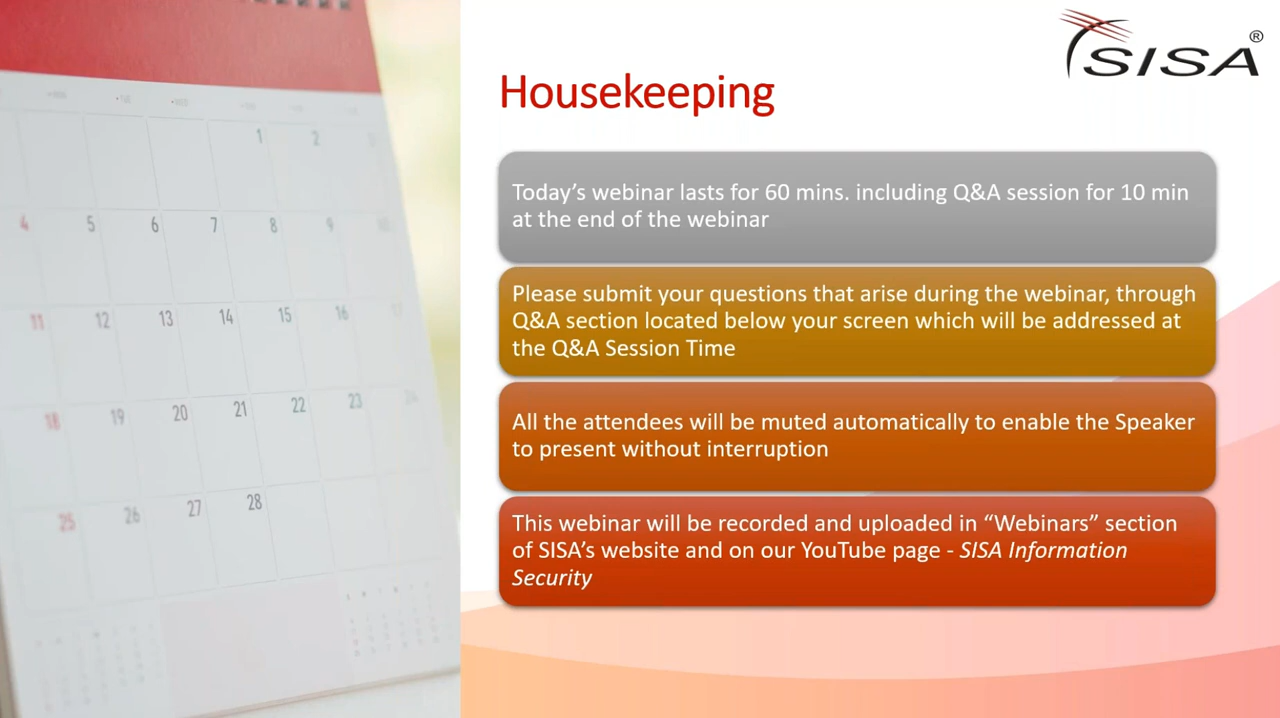 SISA®
Housekeeping
Today's webinar lasts for 60 mins. including Q&A session for 10 min
at the end of the webinar
Please submit your questions that arise during the webinar, through
Q&A section located below your screen which will be addressed at
the Q&A Session Time
All the attendees will be muted automatically to enable the Speaker
to present without interruption
This webinar will be recorded and uploaded in “Webinars” section
of SISA's website and on our YouTube page - SISA Information
Security
1 2
4 5 6 7 8 9
11 12 13 14 15 16
18 19 20 21 22 23
25 26 27 28